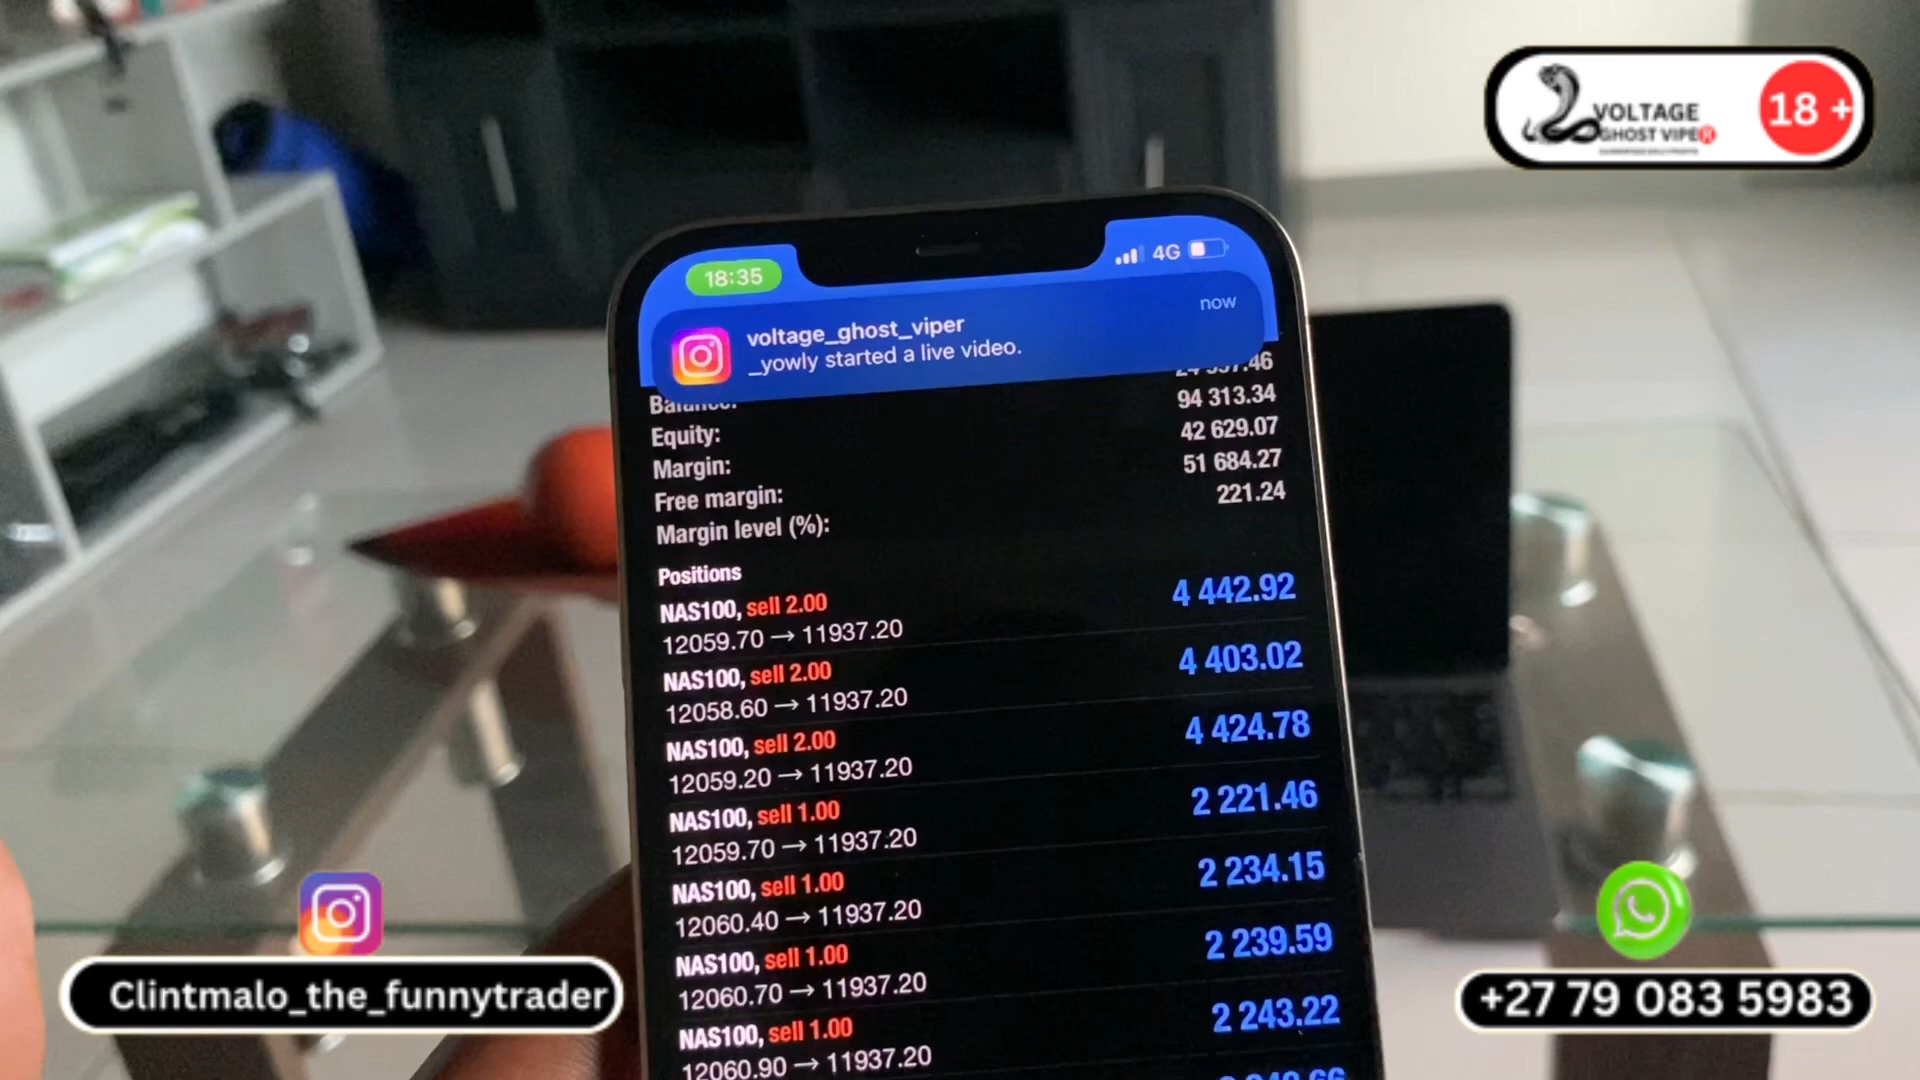 VOLTAGE
GHOST VIPER
18 +
18:35
4G
now
voltage_ghost_viper
_yowly started a live video.
Balance:
94 313.34
Equity:
42 629.07
Margin:
51 684.27
Free margin:
221.24
Margin level (%):
Positions
NAS100, sell 2.00
4 442.92
12059.70 → 11937.20
NAS100, sell 2.00
4 403.02
12058.60 → 11937.20
NAS100, sell 2.00
4 424.78
12059.20 → 11937.20
NAS100, sell 1.00
2 221.46
12059.70 → 11937.20
NAS100, sell 1.00
2 234.15
12060.40 → 11937.20
NAS100, sell 1.00
2 239.59
12060.70 → 11937.20
NAS100, sell 1.00
2 243.22
12060.90 → 11937.20
Clintmalo_the_funnytrader
+27 79 083 5983